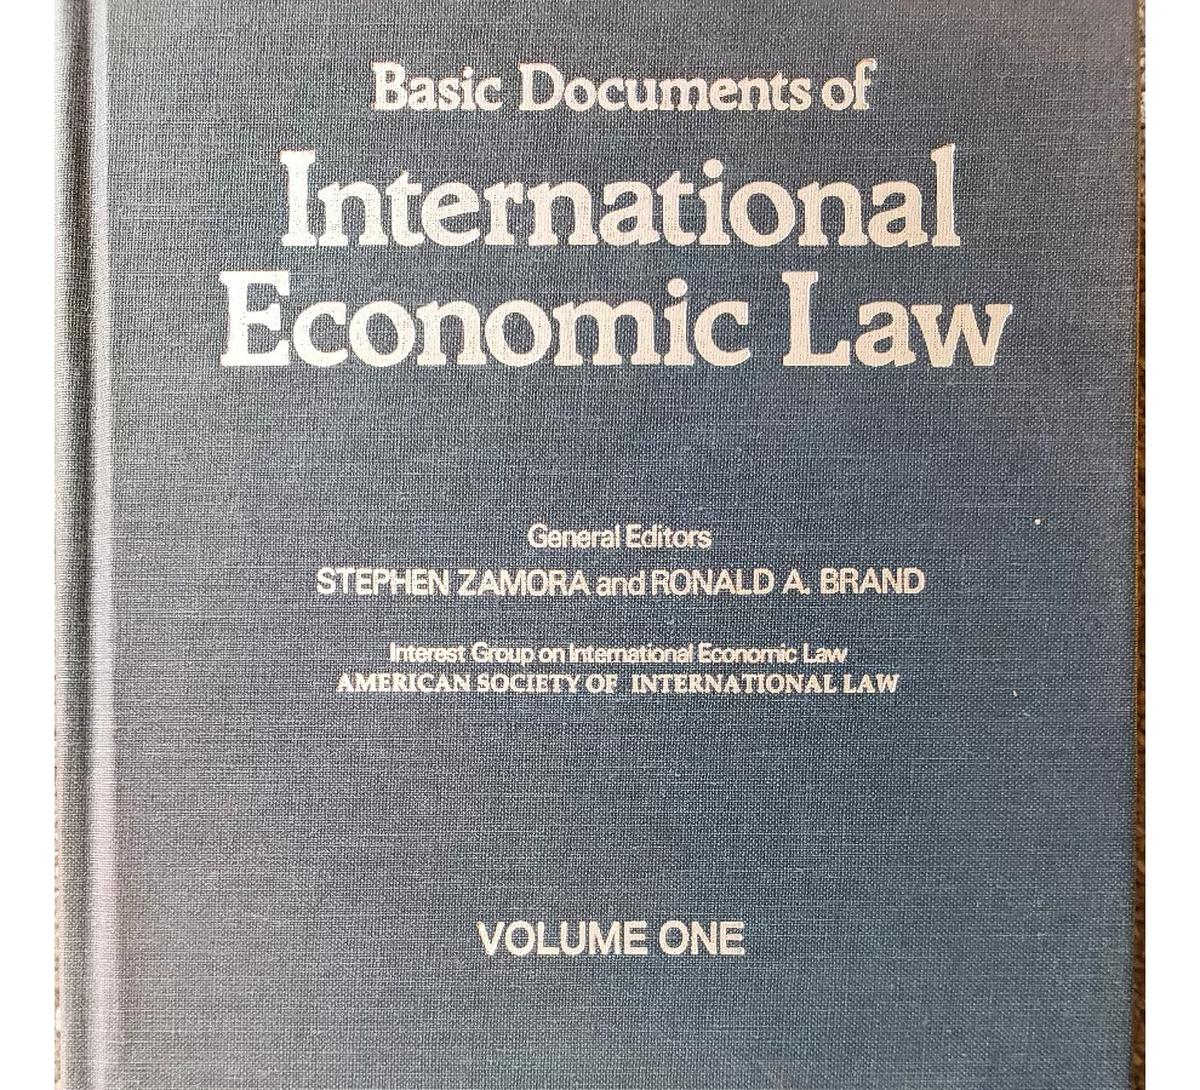 Basic Documents of
International
Economic Law
General Editors
STEPHEN ZAMORA and RONALD A. BRAND
Interest Group on International Economic Law
AMERICAN SOCIETY OF INTERNATIONAL LAW
VOLUME ONE